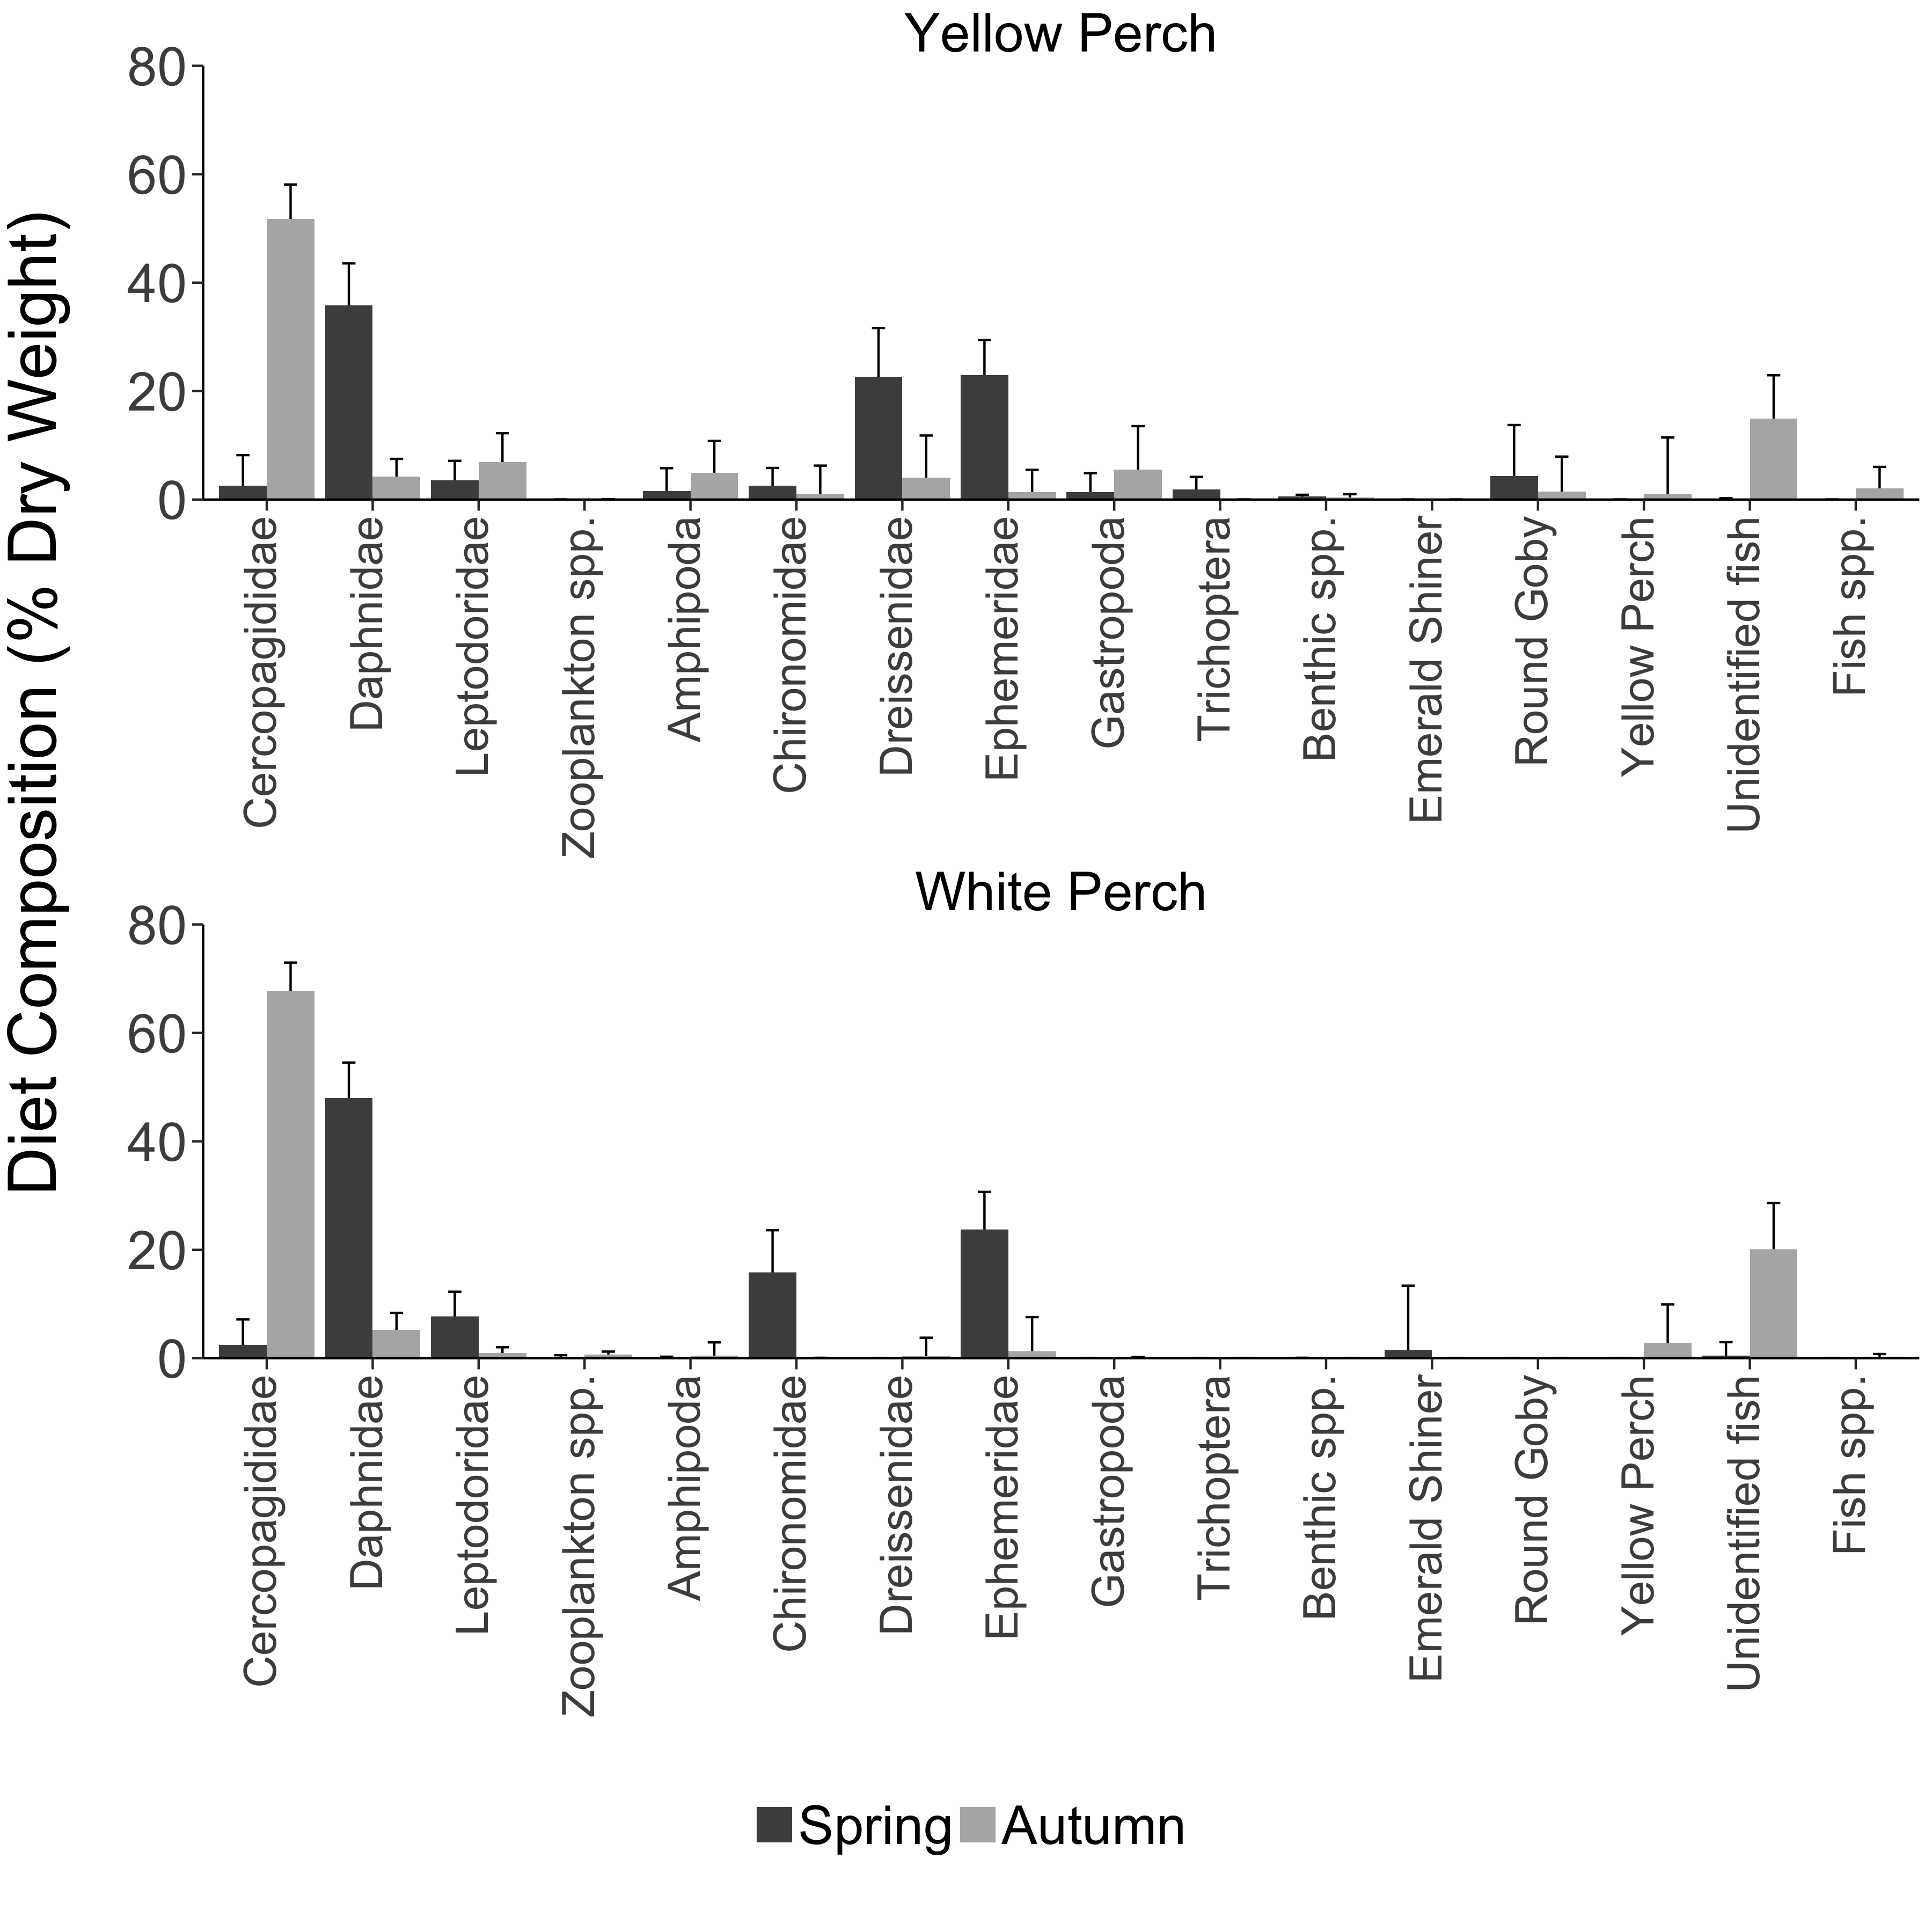 Yellow Perch
Diet Composition (% Dry Weight)
80
60
40
20
0
Cercopagididae
Daphnidae
Leptodoridae
Zooplankton spp.
Amphipoda
Chironomidae
Dreissenidae
Ephemeridae
Gastropoda
Trichoptera
Benthic spp.
Emerald Shiner
Round Goby
Yellow Perch
Unidentified fish
Fish spp.
White Perch
80
60
40
20
0
Cercopagididae
Daphnidae
Leptodoridae
Zooplankton spp.
Amphipoda
Chironomidae
Dreissenidae
Ephemeridae
Gastropoda
Trichoptera
Benthic spp.
Emerald Shiner
Round Goby
Yellow Perch
Unidentified fish
Fish spp.
Spring Autumn